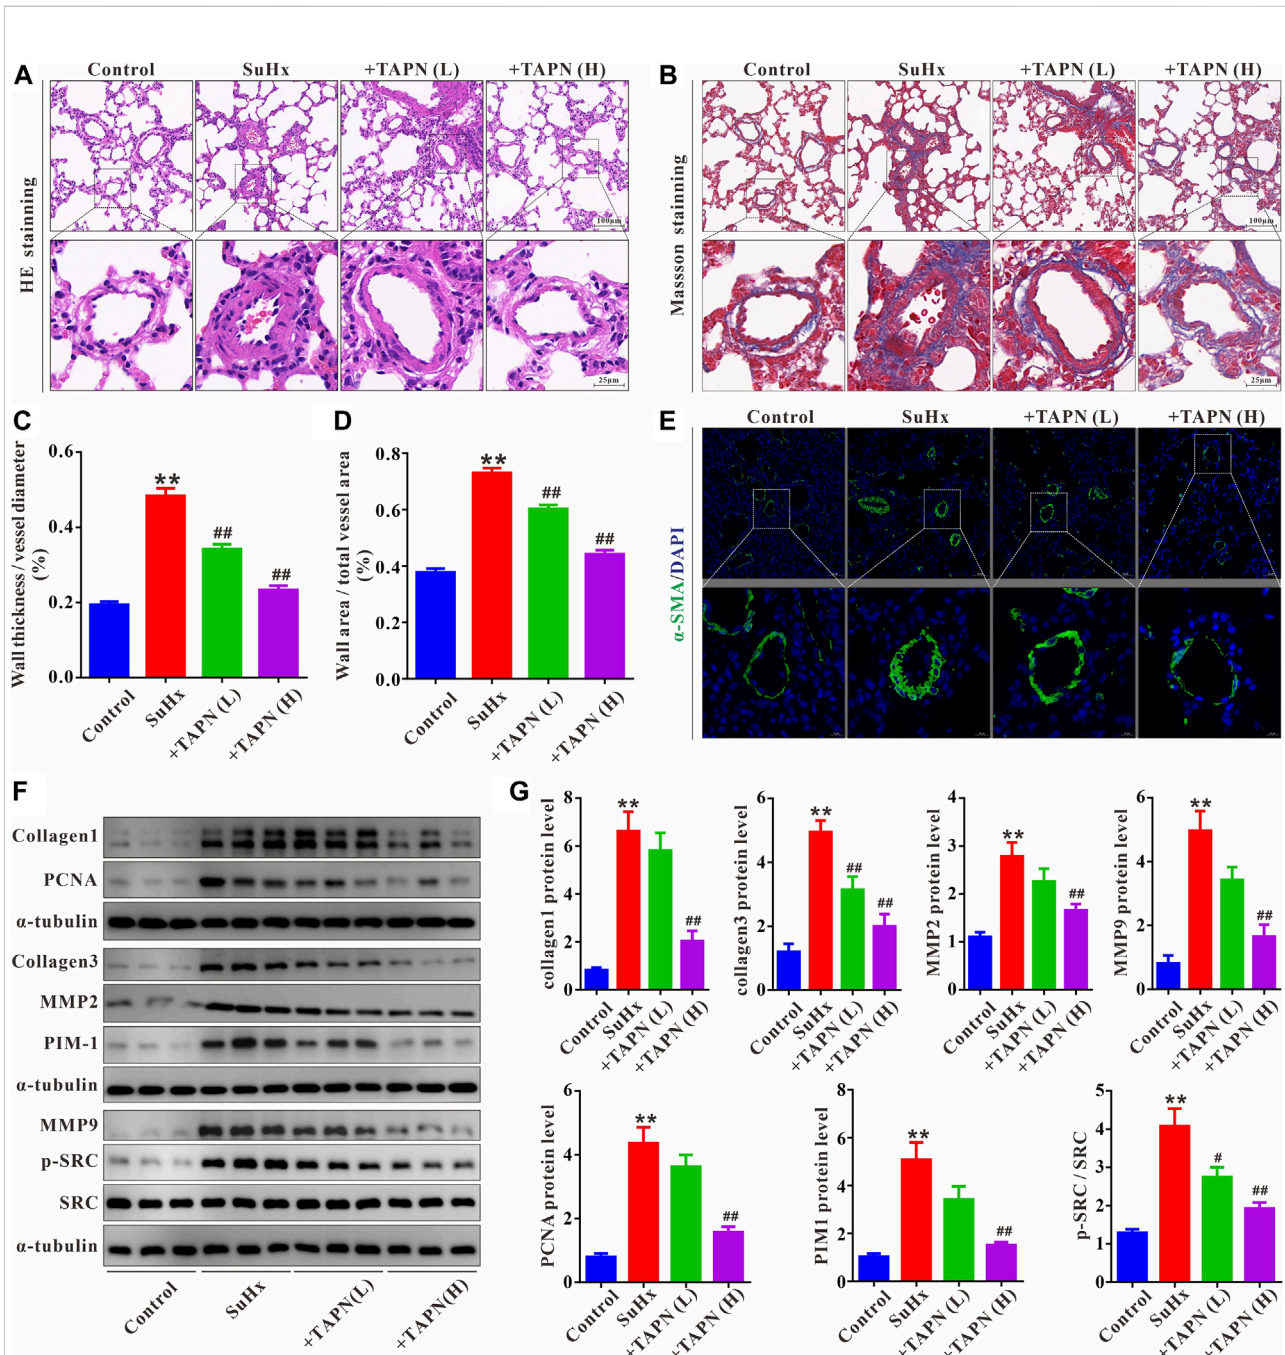 A
Control
SuHx
+TAPN (L)
+TAPN (H)
HE stainning
100μm
25μm
B
Control
SuHx
+TAPN (L)
+TAPN (H)
Masson stainning
100μm
25μm
C
Wall thickness / vessel diameter
(%)
0.6
0.4
0.2
0.0
**
##
##
Control
SuHx
+TAPN (L)
+TAPN (H)
D
Wall area / total vessel area
(%)
0.8
0.6
0.4
0.2
0.0
**
##
##
Control
SuHx
+TAPN (L)
+TAPN (H)
E
Control
SuHx
+TAPN (L)
+TAPN (H)
α-SMA/DAPI
F
Collagen1
PCNA
α-tubulin
Collagen3
MMP2
PIM-1
α-tubulin
MMP9
p-SRC
SRC
α-tubulin
Control
SuHx
+TAPN(L)
+TAPN(H)
G
collagen1 protein level
8
6
4
2
0
**
##
Control
SuHx
+TAPN (L)
+TAPN (H)
collagen3 protein level
6
4
2
0
**
##
##
Control
SuHx
+TAPN (L)
+TAPN (H)
MMP2 protein level
4
3
2
1
0
**
##
Control
SuHx
+TAPN (L)
+TAPN (H)
MMP9 protein level
6
4
2
0
**
##
Control
SuHx
+TAPN (L)
+TAPN (H)
PCNA protein level
6
4
2
0
**
##
Control
SuHx
+TAPN (L)
+TAPN (H)
PIM1 protein level
8
6
4
2
0
**
##
Control
SuHx
+TAPN (L)
+TAPN (H)
p-SRC / SRC
5
4
3
2
1
0
**
#
##
Control
SuHx
+TAPN (L)
+TAPN (H)